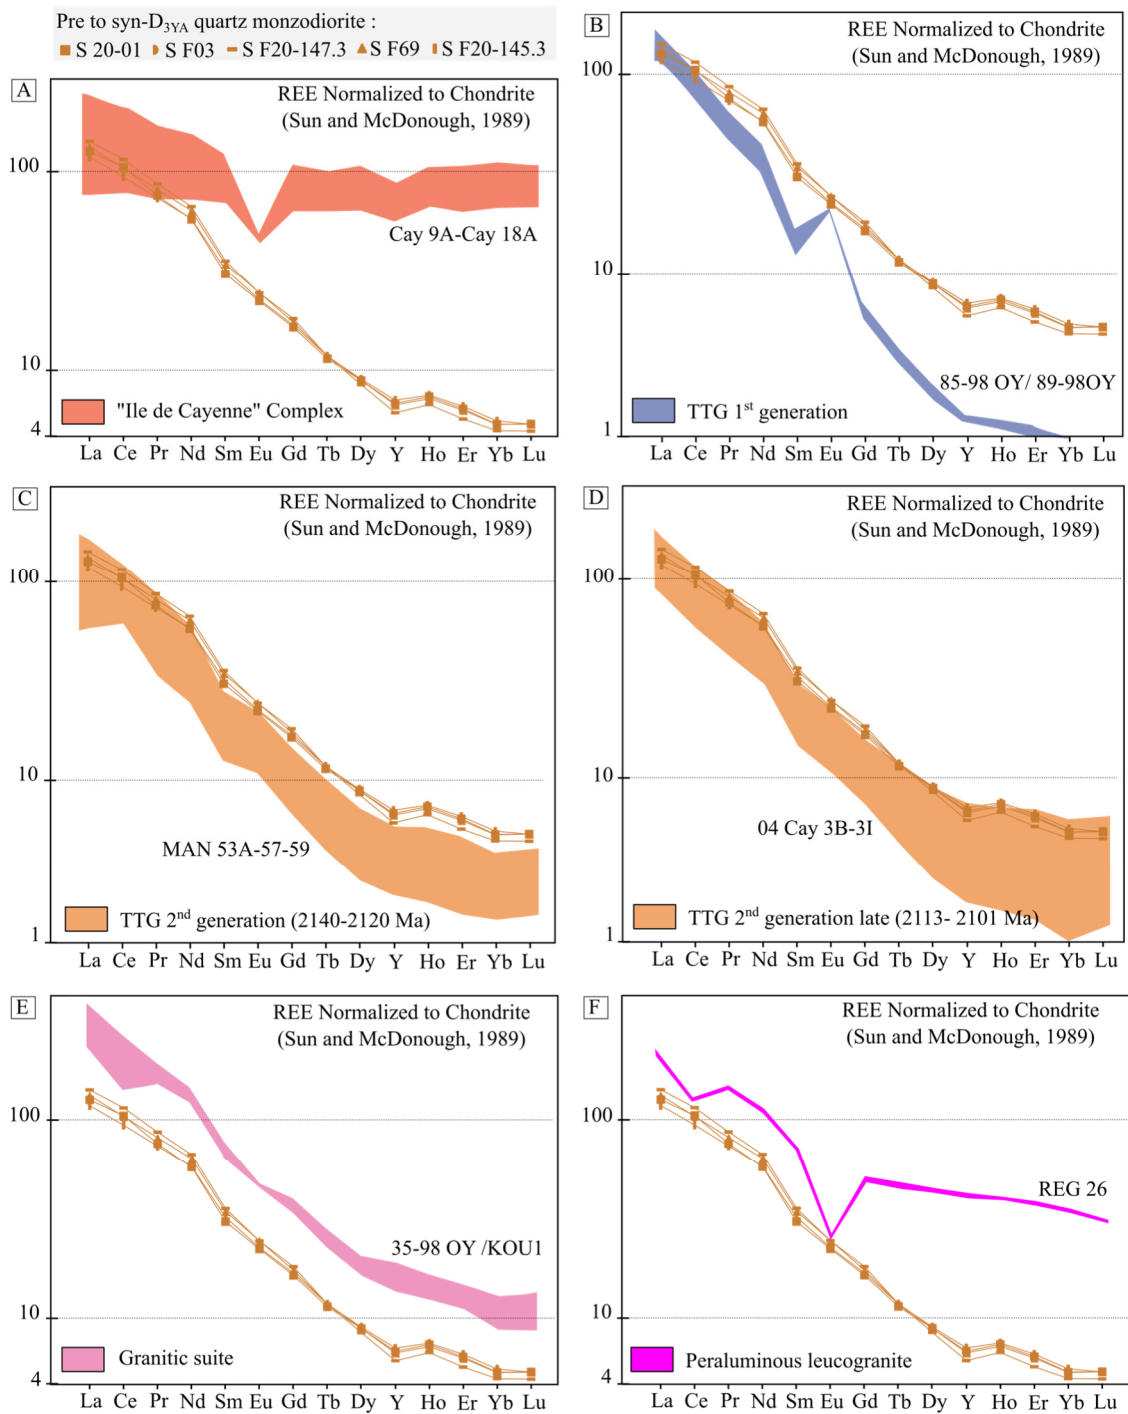 Pre to syn-D3YA quartz monzodiorite :
S 20-01 S F03 S F20-147.3 S F69 S F20-145.3
A
REE Normalized to Chondrite
(Sun and McDonough, 1989)
100
Cay 9A-Cay 18A
10
"Ile de Cayenne" Complex
4
La Ce Pr Nd Sm Eu Gd Tb Dy Y Ho Er Yb Lu
B
REE Normalized to Chondrite
(Sun and McDonough, 1989)
100
10
85-98 OY/ 89-98OY
TTG 1st generation
1
La Ce Pr Nd Sm Eu Gd Tb Dy Y Ho Er Yb Lu
C
REE Normalized to Chondrite
(Sun and McDonough, 1989)
100
10
MAN 53A-57-59
TTG 2nd generation (2140-2120 Ma)
1
La Ce Pr Nd Sm Eu Gd Tb Dy Y Ho Er Yb Lu
D
REE Normalized to Chondrite
(Sun and McDonough, 1989)
100
10
04 Cay 3B-3I
TTG 2nd generation late (2113- 2101 Ma)
1
La Ce Pr Nd Sm Eu Gd Tb Dy Y Ho Er Yb Lu
E
REE Normalized to Chondrite
(Sun and McDonough, 1989)
100
35-98 OY /KOU1
10
Granitic suite
4
La Ce Pr Nd Sm Eu Gd Tb Dy Y Ho Er Yb Lu
F
REE Normalized to Chondrite
(Sun and McDonough, 1989)
100
REG 26
10
Peraluminous leucogranite
4
La Ce Pr Nd Sm Eu Gd Tb Dy Y Ho Er Yb Lu